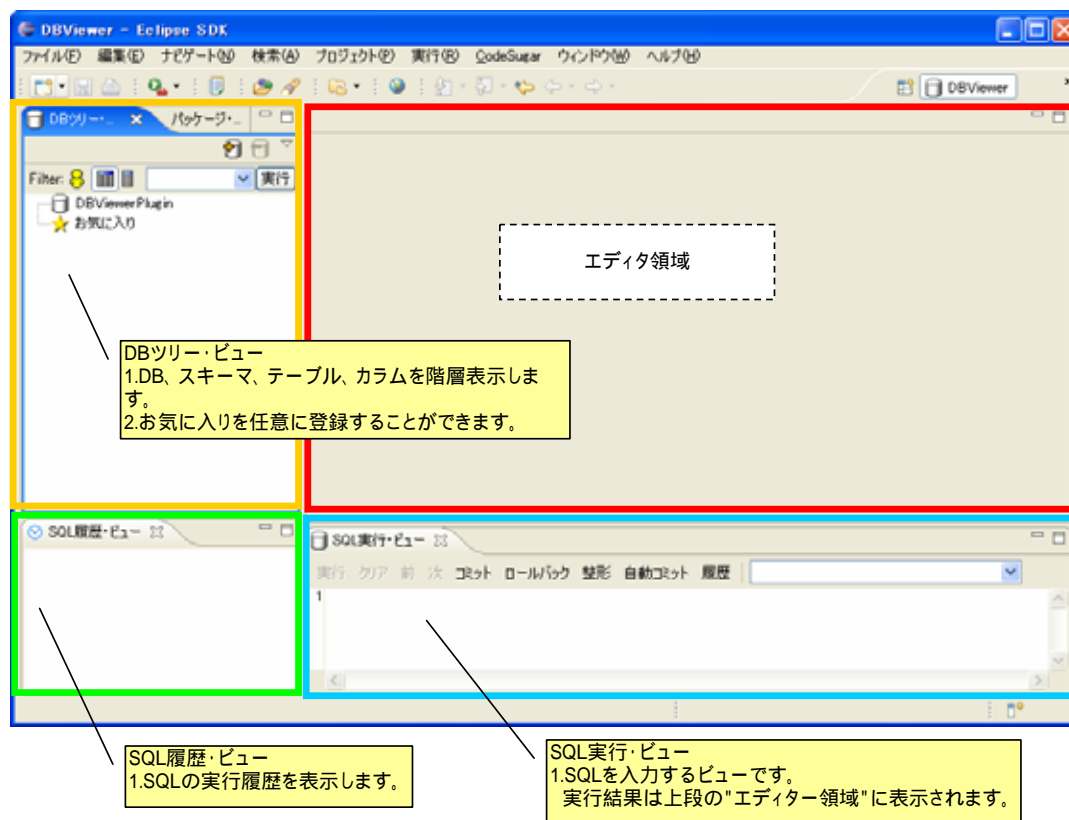 DBViewer - Eclipse SDK
ファイル(F) 編集(E) ナビゲート(N) 検索(A) プロジェクト(P) 実行(R) CodeSugar ウィンドウ(W) ヘルプ(H)
DBViewer
DBツリー・... パッケージ・...
Filter: 実行
DBViewerPlugin
お気に入り
エディタ領域
DBツリー・ビュー
1.DB、スキーマ、テーブル、カラムを階層表示しま
す。
2.お気に入りを任意に登録することができます。
SQL履歴・ビュー
SQL実行・ビュー
実行 クリア 前 次 コミット ロールバック 整形 自動コミット 履歴
1
SQL履歴・ビュー
1.SQLの実行履歴を表示します。
SQL実行・ビュー
1.SQLを入力するビューです。
実行結果は上段の"エディター領域"に表示されます。